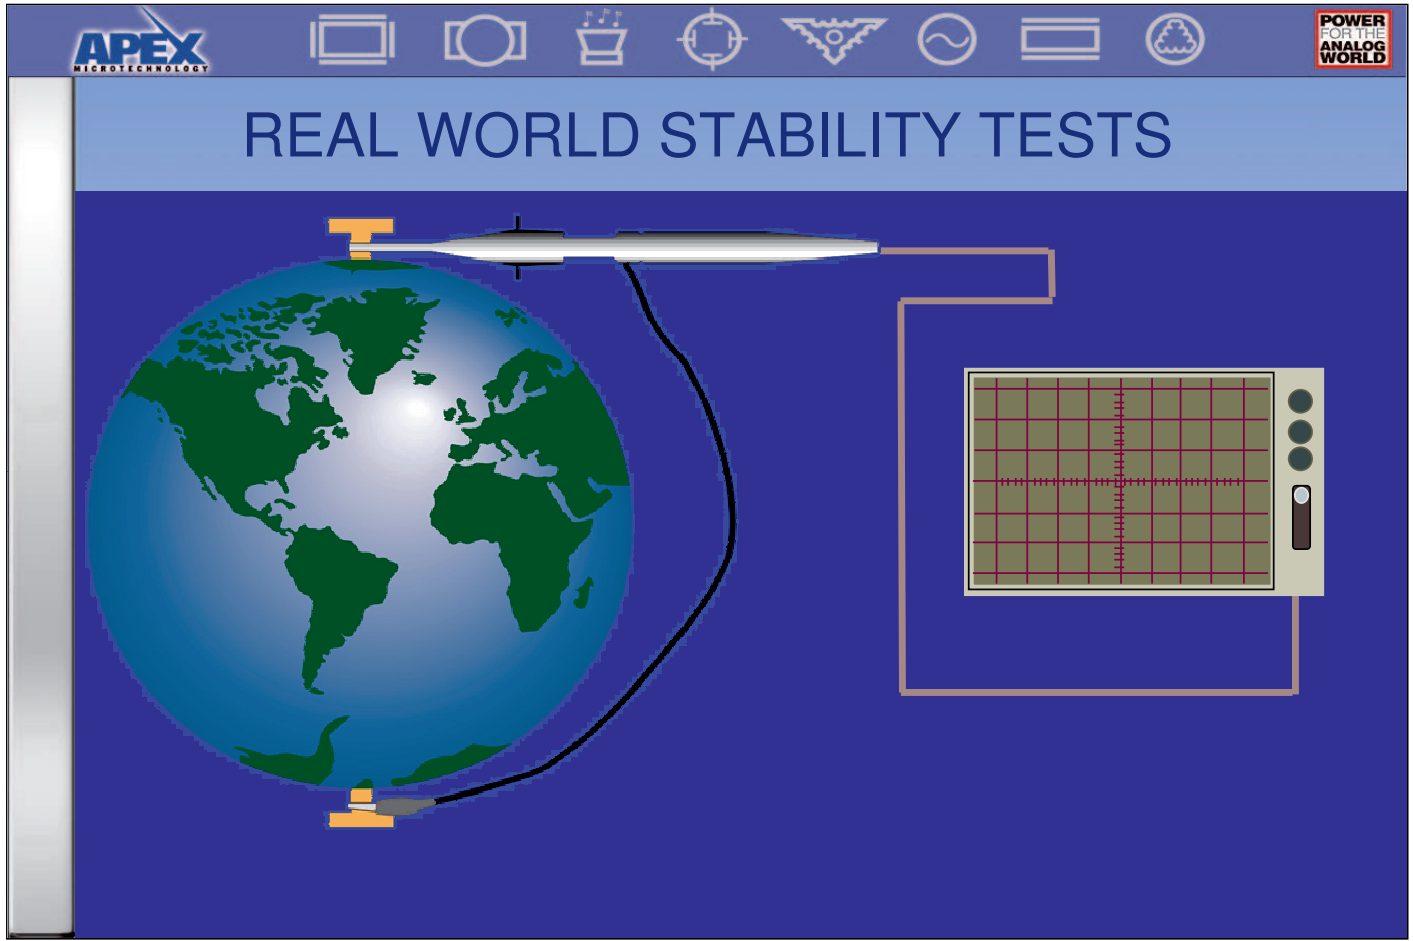 APEX
MICROTECHNOLOGY
POWER
FOR THE
ANALOG
WORLD
REAL WORLD STABILITY TESTS